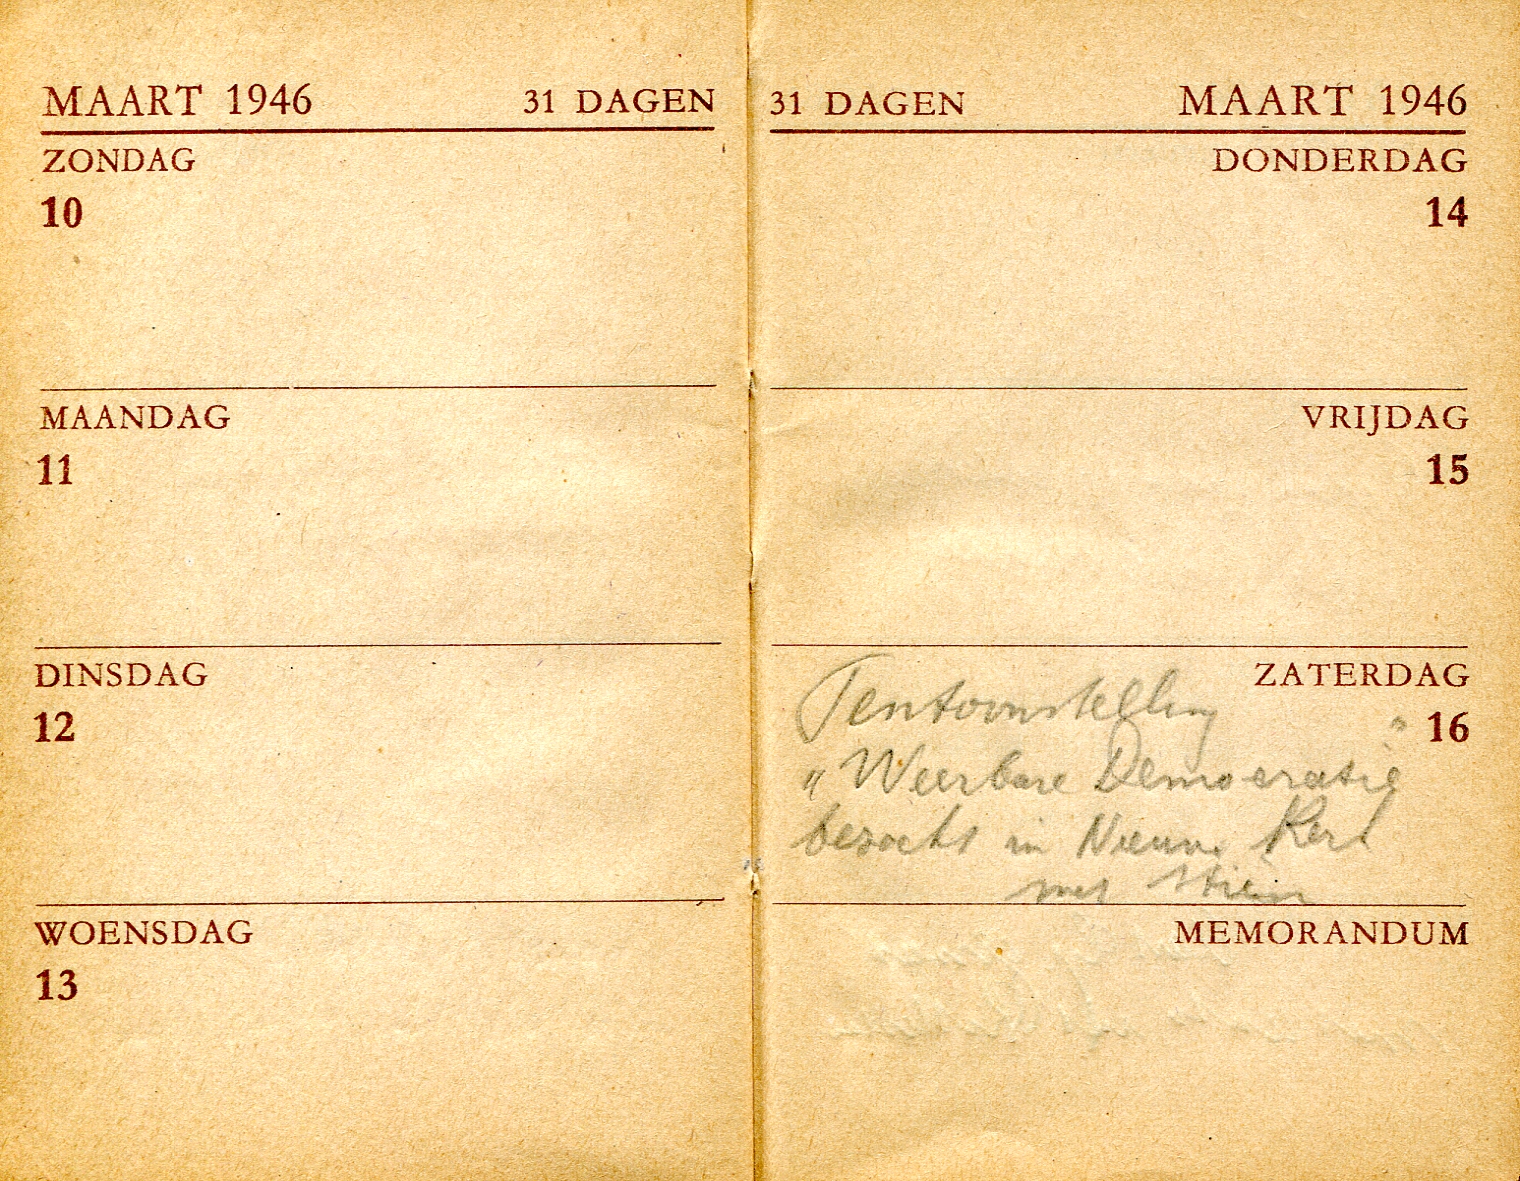 MAART 1946 31 DAGEN
ZONDAG
10
MAANDAG
11
DINSDAG
12
WOENSDAG
13
31 DAGEN MAART 1946
DONDERDAG
14
VRIJDAG
15
ZATERDAG
16
Tentoonstelling
„Weerbare Democratie"
bezocht in Nieuwe Kerk
met Stien
MEMORANDUM